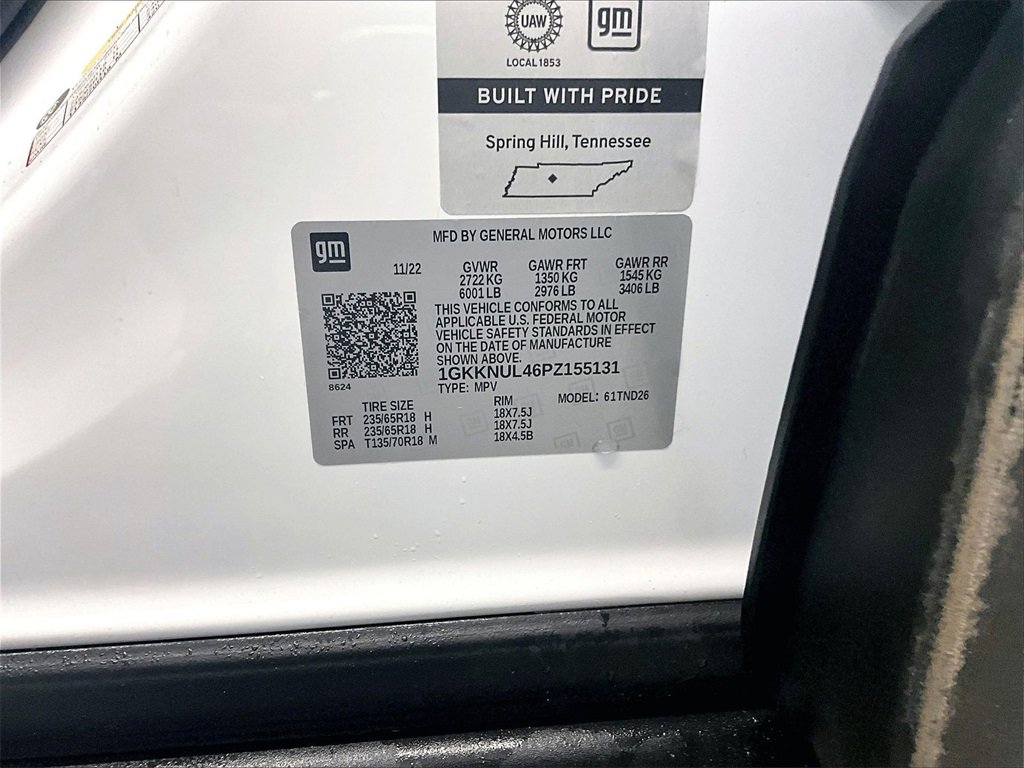 UAW
gm
LOCAL 1853
BUILT WITH PRIDE
Spring Hill, Tennessee
gm
MFD BY GENERAL MOTORS LLC
11/22 GVWR GAWR FRT GAWR RR
2722 KG 1350 KG 1545 KG
6001 LB 2976 LB 3406 LB
THIS VEHICLE CONFORMS TO ALL
APPLICABLE U.S. FEDERAL MOTOR
VEHICLE SAFETY STANDARDS IN EFFECT
ON THE DATE OF MANUFACTURE
SHOWN ABOVE.
8624
1GKKNUL46PZ155131
TYPE: MPV MODEL: 61TND26
TIRE SIZE RIM
FRT 235/65R18 H 18X7.5J
RR 235/65R18 H 18X7.5J
SPA T135/70R18 M 18X4.5B